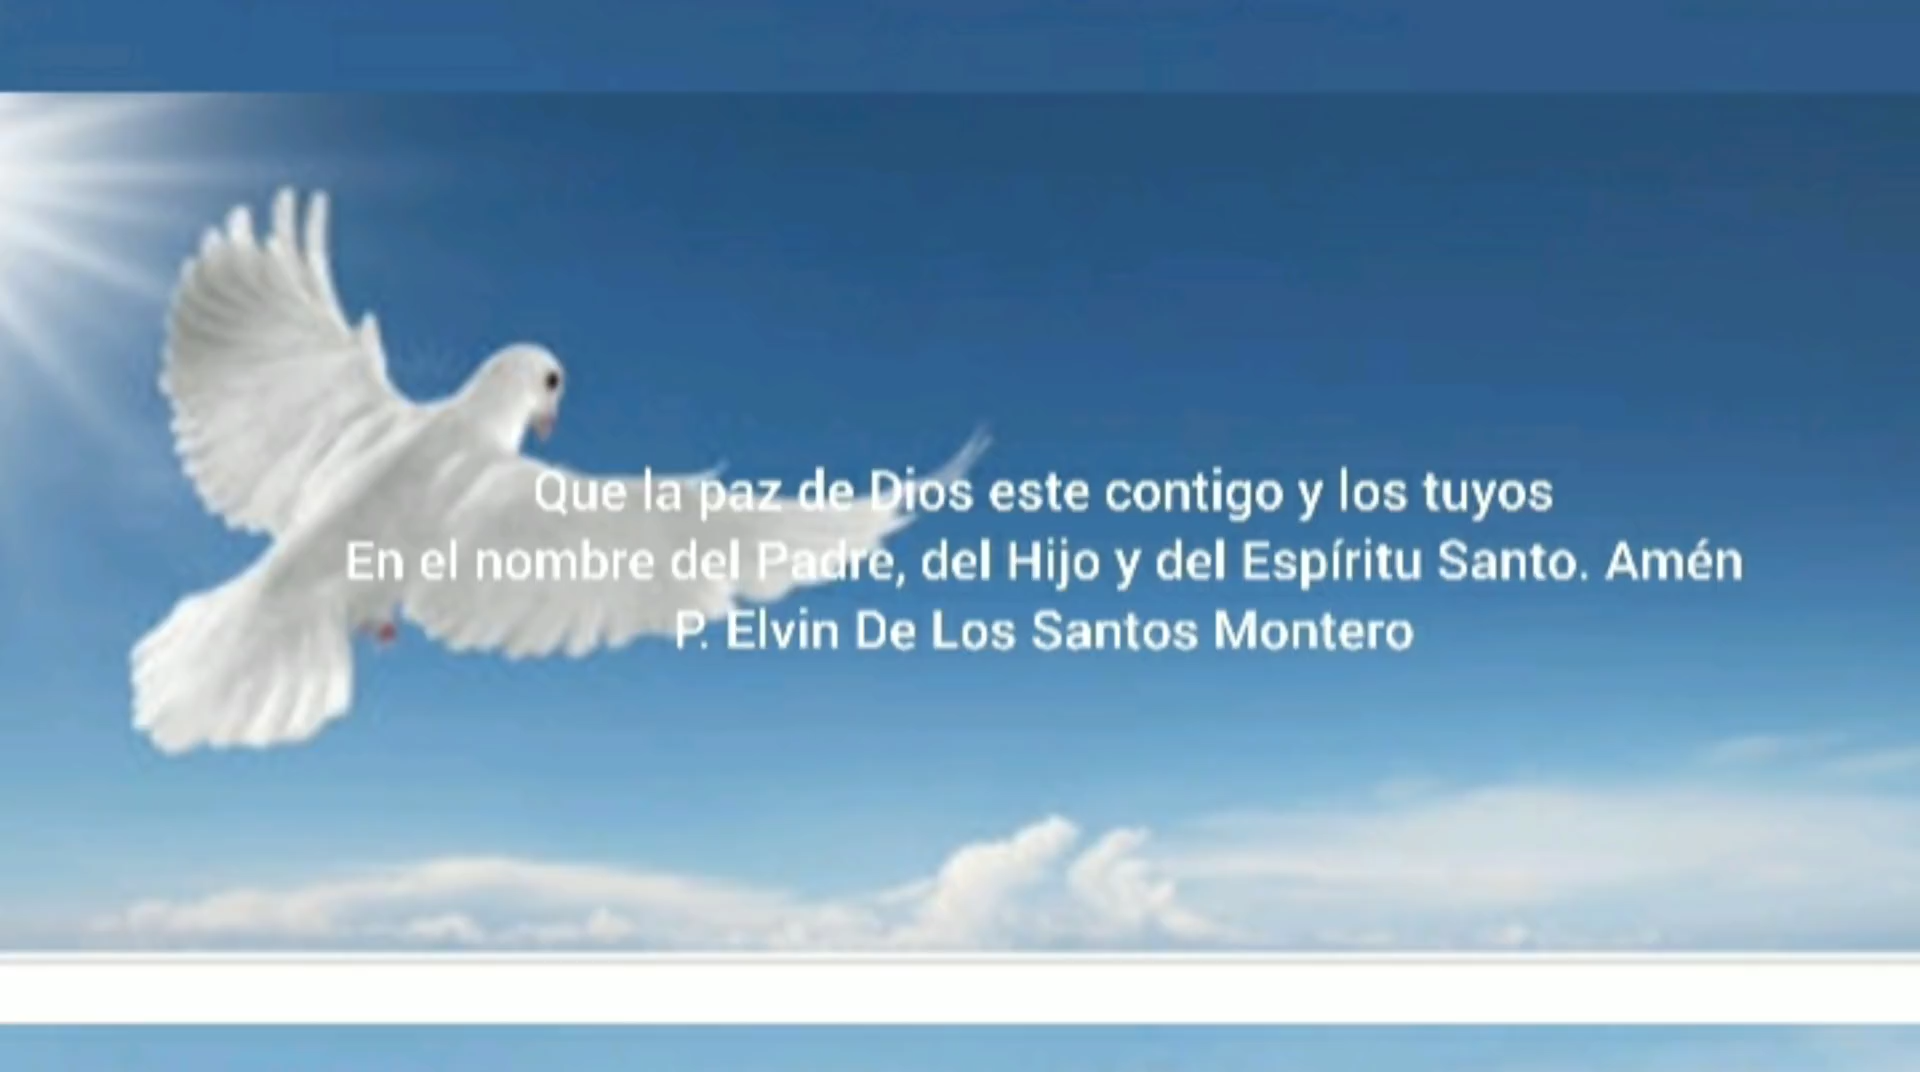 Que la paz de Dios este contigo y los tuyos
En el nombre del Padre, del Hijo y del Espíritu Santo. Amén
P. Elvin De Los Santos Montero